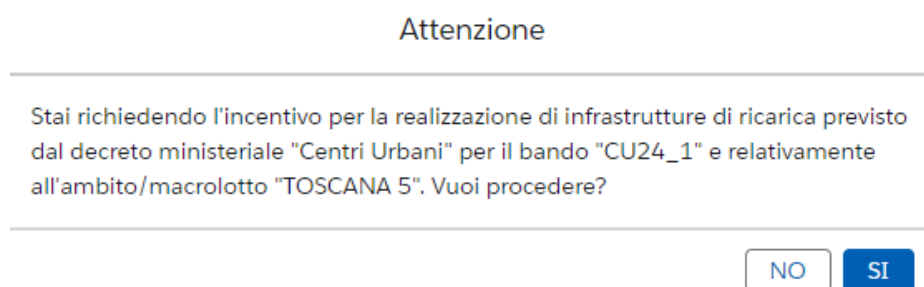 Attenzione
Stai richiedendo l'incentivo per la realizzazione di infrastrutture di ricarica previsto
dal decreto ministeriale "Centri Urbani" per il bando "CU24_1" e relativamente
all'ambito/macrolotto "TOSCANA 5". Vuoi procedere?
NO SI